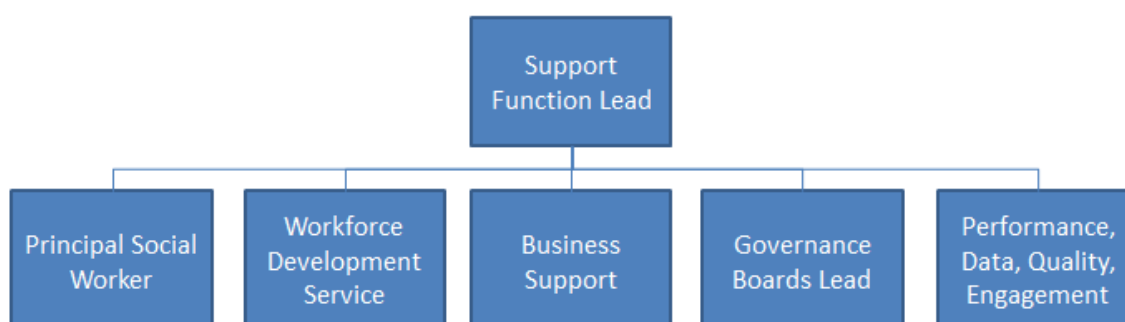 Support
Function Lead
Principal Social
Worker
Workforce
Development
Service
Business
Support
Governance
Boards Lead
Performance,
Data, Quality,
Engagement